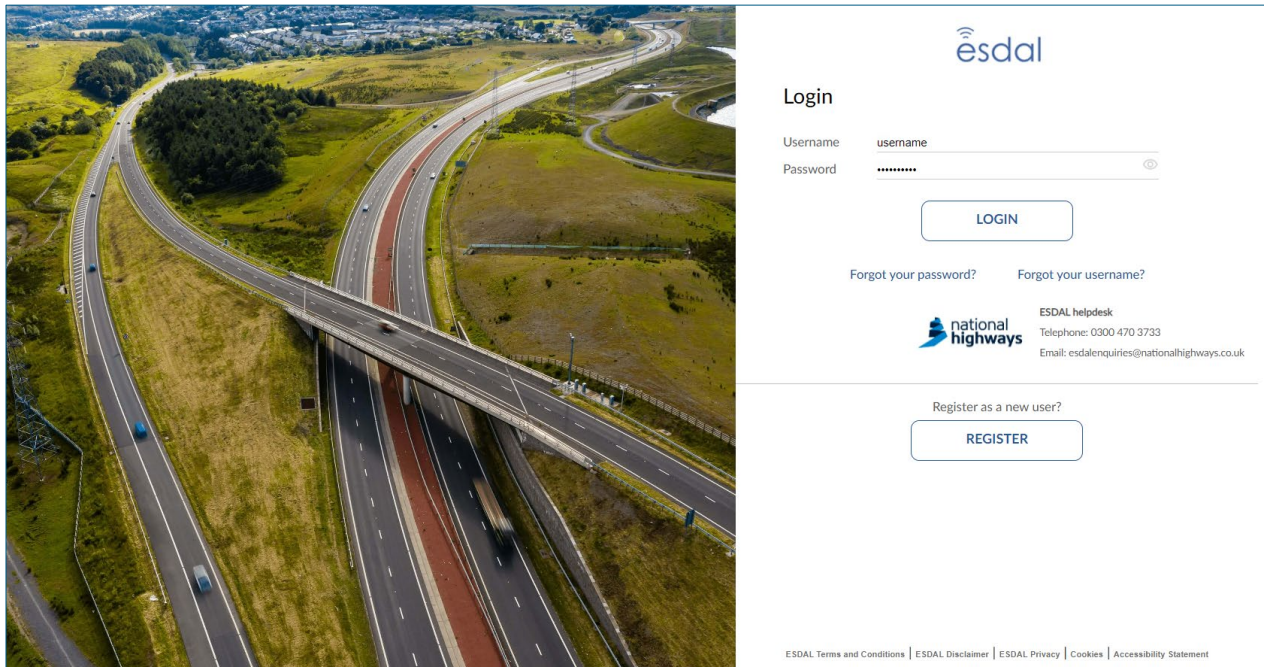 esdal
Login
Username username
Password ••••••••••
LOGIN
Forgot your password? Forgot your username?
national
highways
ESDAL helpdesk
Telephone: 0300 470 3733
Email: esdalenquiries@nationalhighways.co.uk
Register as a new user?
REGISTER
ESDAL Terms and Conditions | ESDAL Disclaimer | ESDAL Privacy | Cookies | Accessibility Statement